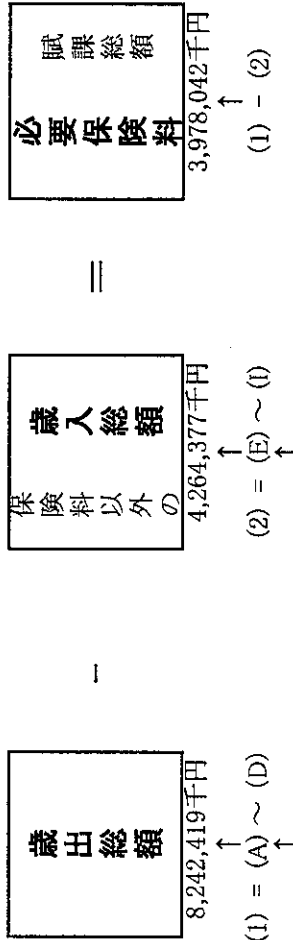 歳出総額
8,242,419千円
↑
(1) = (A) ～ (D)
↑
－
保険料以外の
歳入総額
4,264,377千円
↑
(2) = (E) ～ (I)
↑
＝
必要保険料
賦課総額
3,978,042千円
↑
(1) － (2)